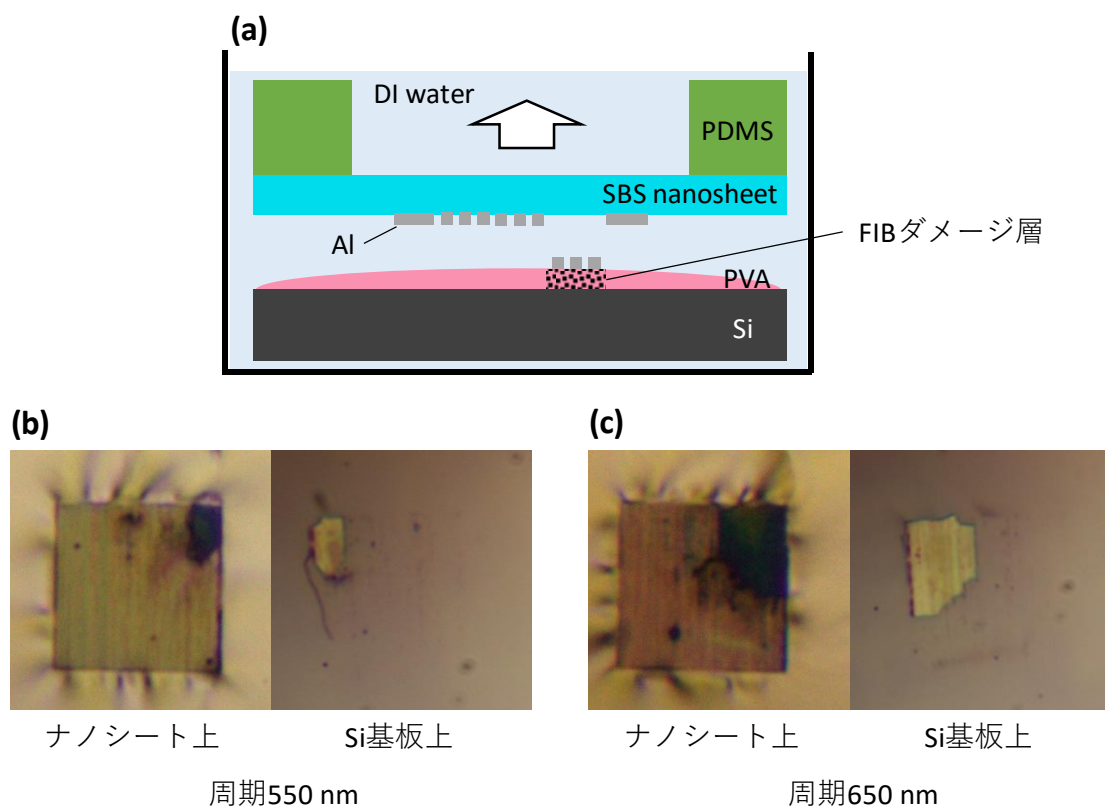 (a)
DI water
PDMS
SBS nanosheet
Al
FIBダメージ層
PVA
Si
(b)
(c)
ナノシート上
Si基板上
ナノシート上
Si基板上
周期550 nm
周期650 nm